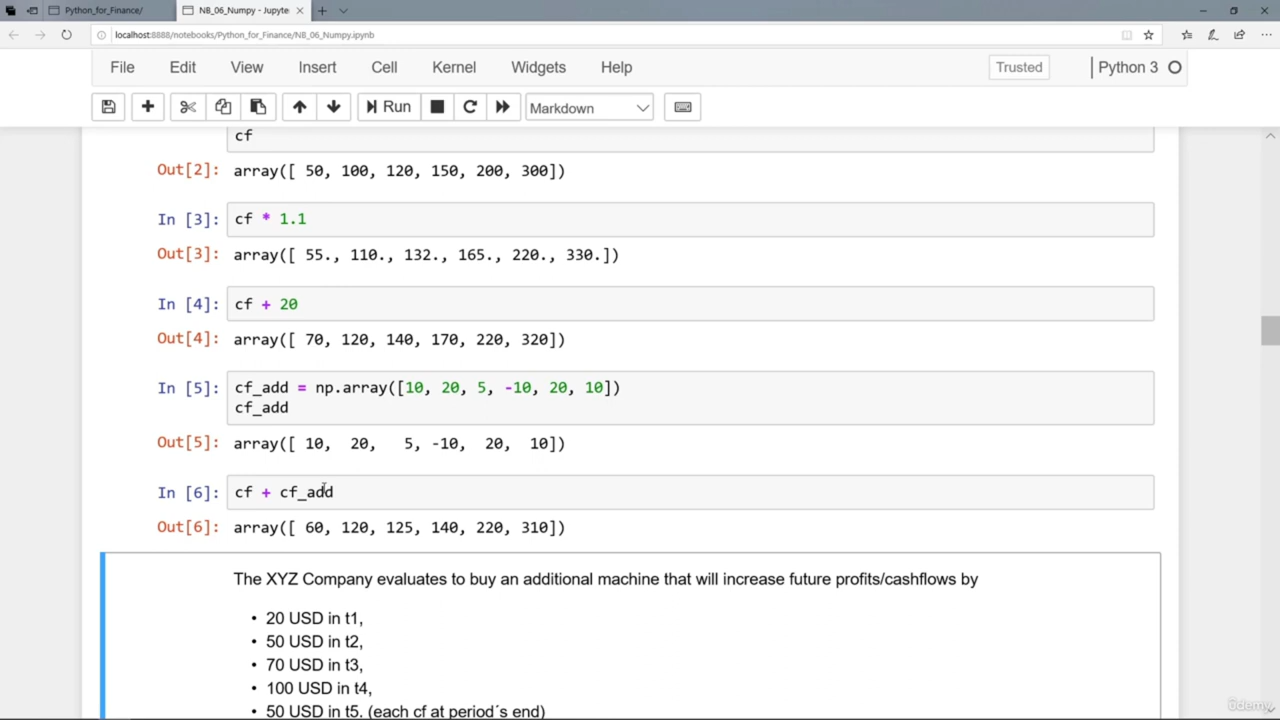 Python_for_Finance/
NB_06_Numpy - Jupyte
localhost:8888/notebooks/Python_for_Finance/NB_06_Numpy.ipynb
File Edit View Insert Cell Kernel Widgets Help Trusted Python 3
Run Markdown
cf
Out[2]: array([ 50, 100, 120, 150, 200, 300])
In [3]: cf * 1.1
Out[3]: array([ 55., 110., 132., 165., 220., 330.])
In [4]: cf + 20
Out[4]: array([ 70, 120, 140, 170, 220, 320])
In [5]: cf_add = np.array([10, 20, 5, -10, 20, 10])
cf_add
Out[5]: array([ 10, 20, 5, -10, 20, 10])
In [6]: cf + cf_add
Out[6]: array([ 60, 120, 125, 140, 220, 310])
The XYZ Company evaluates to buy an additional machine that will increase future profits/cashflows by
• 20 USD in t1,
• 50 USD in t2,
• 70 USD in t3,
• 100 USD in t4,
• 50 USD in t5. (each cf at period´s end)
ûdemy